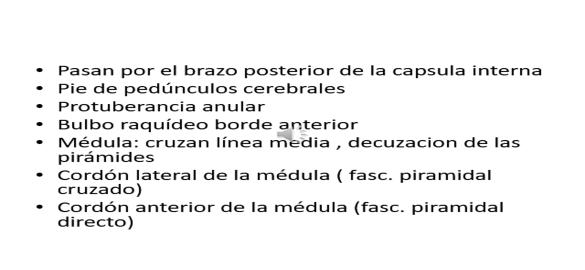 • Pasan por el brazo posterior de la capsula interna
• Pie de pedúnculos cerebrales
• Protuberancia anular
• Bulbo raquídeo borde anterior
• Médula: cruzan línea media , decuzacion de las
pirámides
• Cordón lateral de la médula ( fasc. piramidal
cruzado)
• Cordón anterior de la médula (fasc. piramidal
directo)